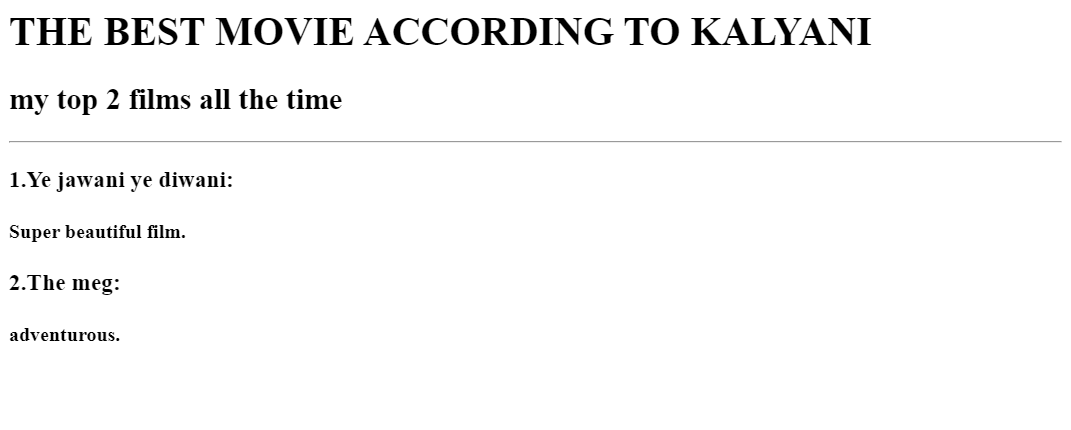 THE BEST MOVIE ACCORDING TO KALYANI
my top 2 films all the time
1.Ye jawani ye diwani:
Super beautiful film.
2.The meg:
adventurous.